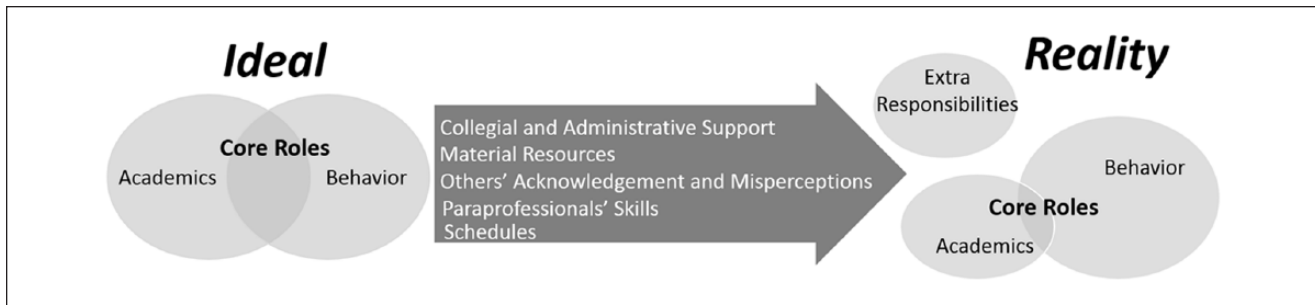 Ideal
Core Roles
Academics
Behavior
Collegial and Administrative Support
Material Resources
Others' Acknowledgement and Misperceptions
Paraprofessionals' Skills
Schedules
Reality
Extra
Responsibilities
Behavior
Core Roles
Academics